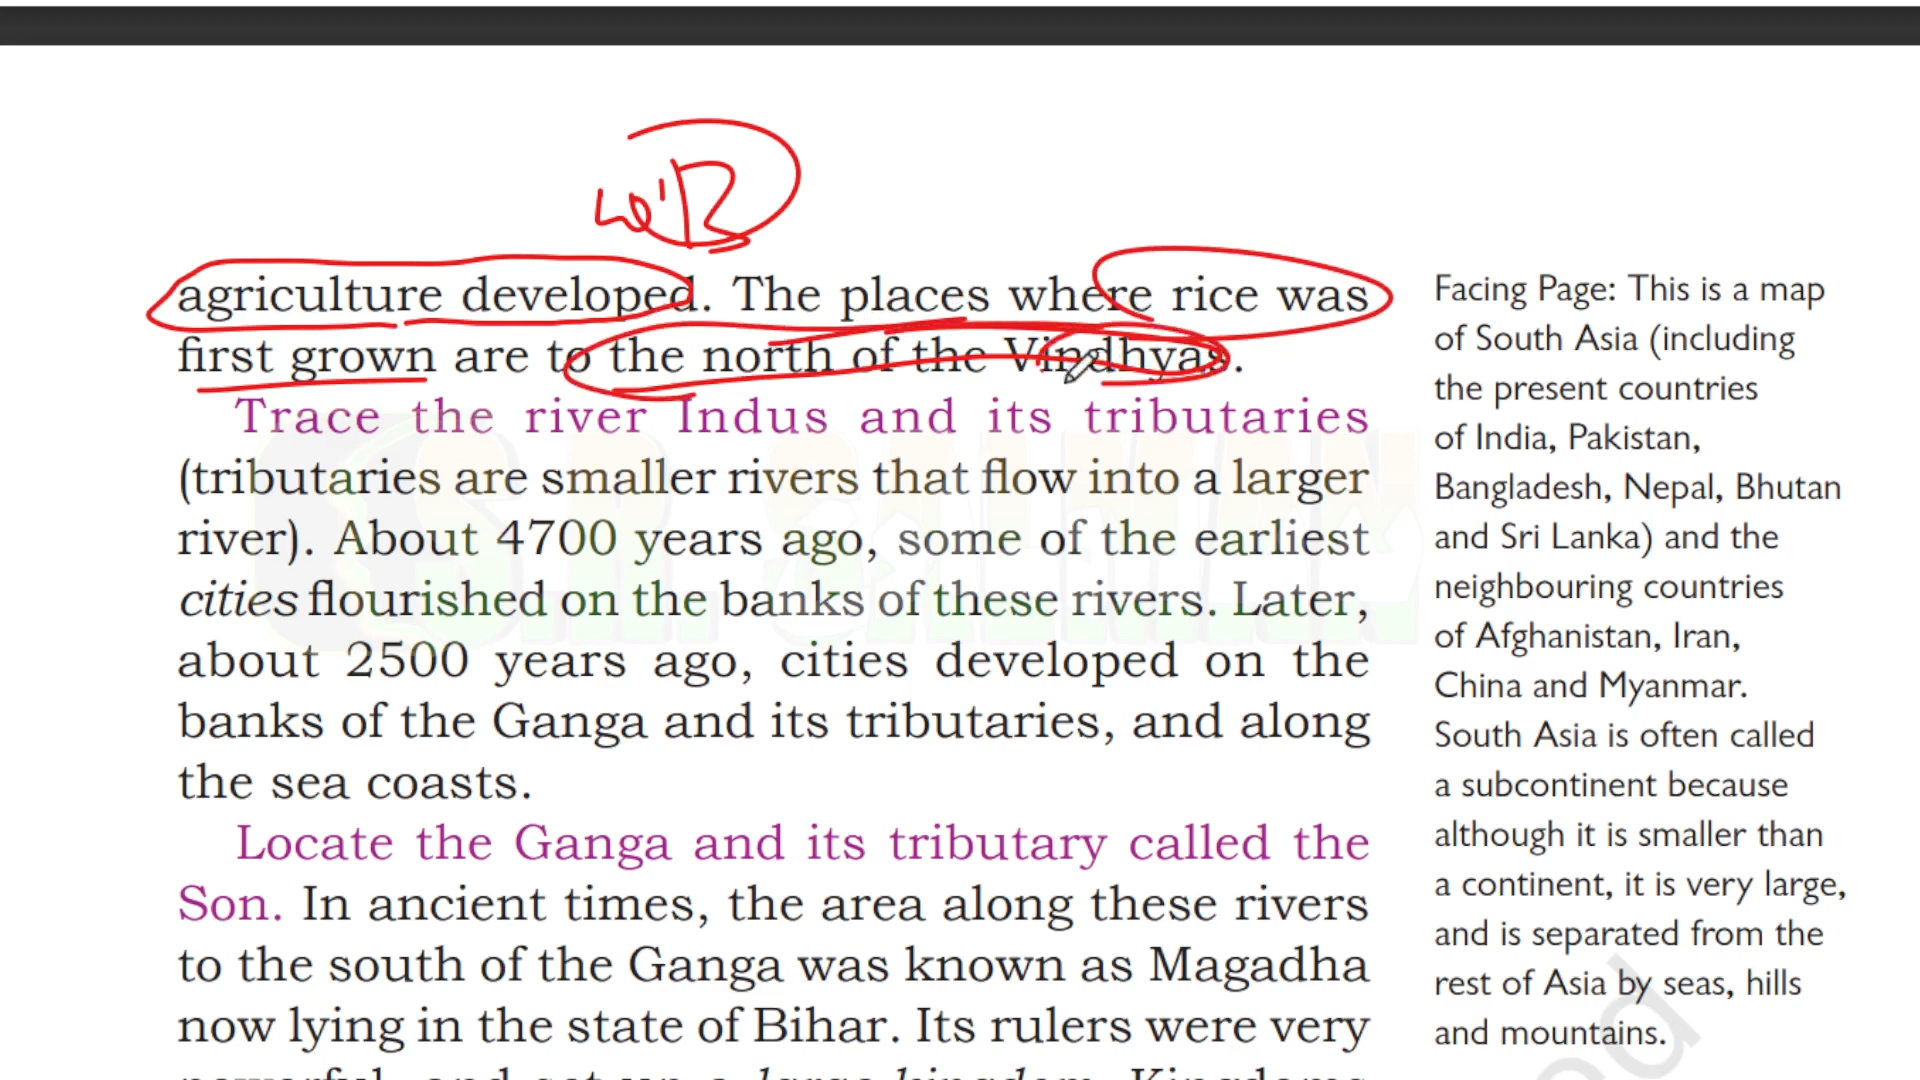 agriculture developed. The places where rice was
first grown are to the north of the Vindhyas.
Trace the river Indus and its tributaries
(tributaries are smaller rivers that flow into a larger
river). About 4700 years ago, some of the earliest
cities flourished on the banks of these rivers. Later,
about 2500 years ago, cities developed on the
banks of the Ganga and its tributaries, and along
the sea coasts.
Locate the Ganga and its tributary called the
Son. In ancient times, the area along these rivers
to the south of the Ganga was known as Magadha
now lying in the state of Bihar. Its rulers were very
powerful, and set up a large kingdom. Kingdoms
Facing Page: This is a map
of South Asia (including
the present countries
of India, Pakistan,
Bangladesh, Nepal, Bhutan
and Sri Lanka) and the
neighbouring countries
of Afghanistan, Iran,
China and Myanmar.
South Asia is often called
a subcontinent because
although it is smaller than
a continent, it is very large,
and is separated from the
rest of Asia by seas, hills
and mountains.